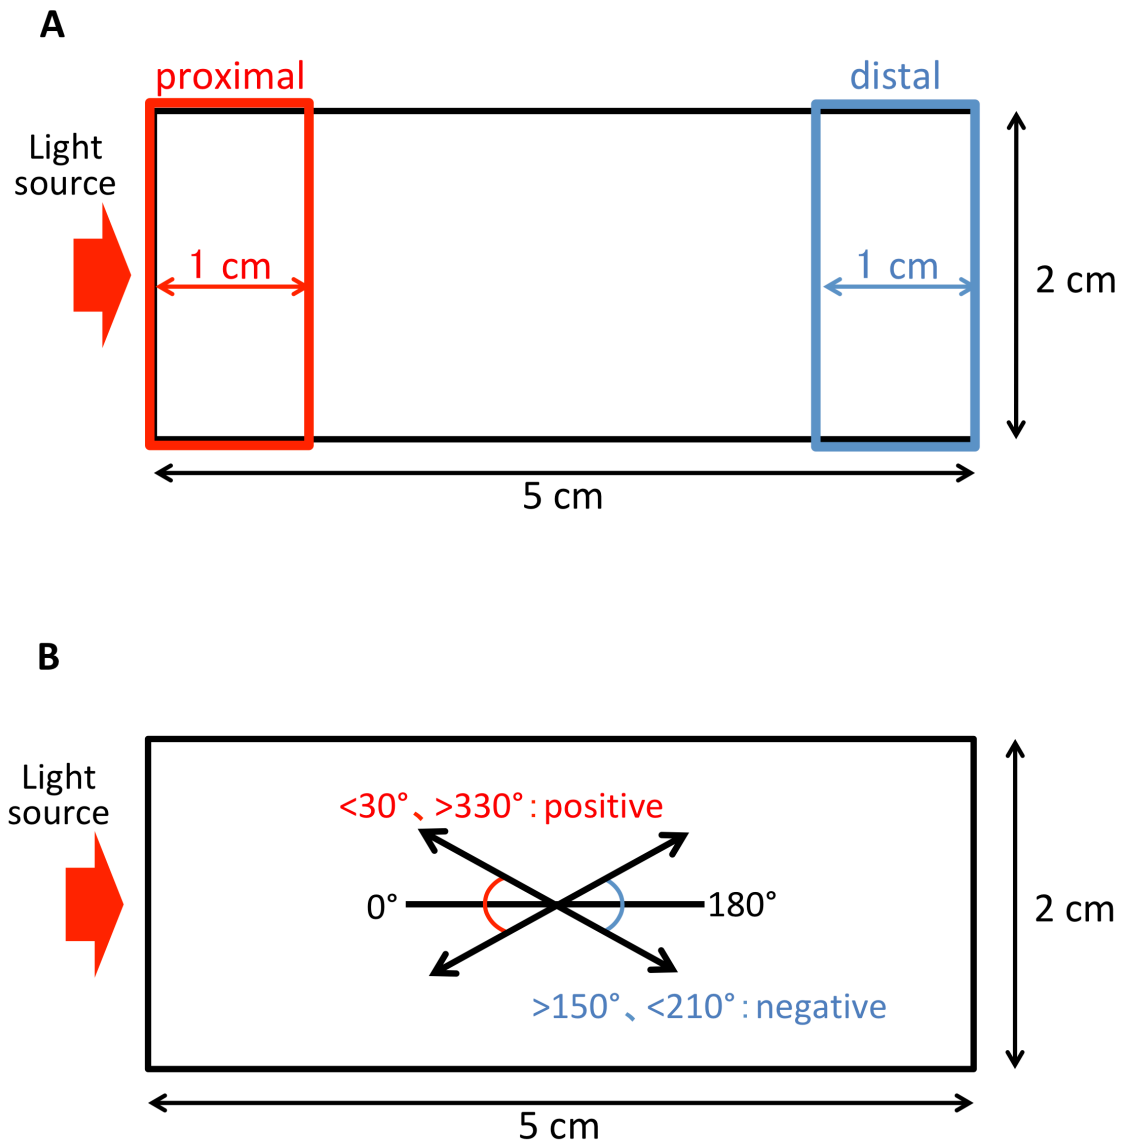 A
proximal
distal
Light
source
1 cm
1 cm
2 cm
5 cm
B
Light
source
<30°、>330°:positive
0°
180°
2 cm
>150°、<210°:negative
5 cm